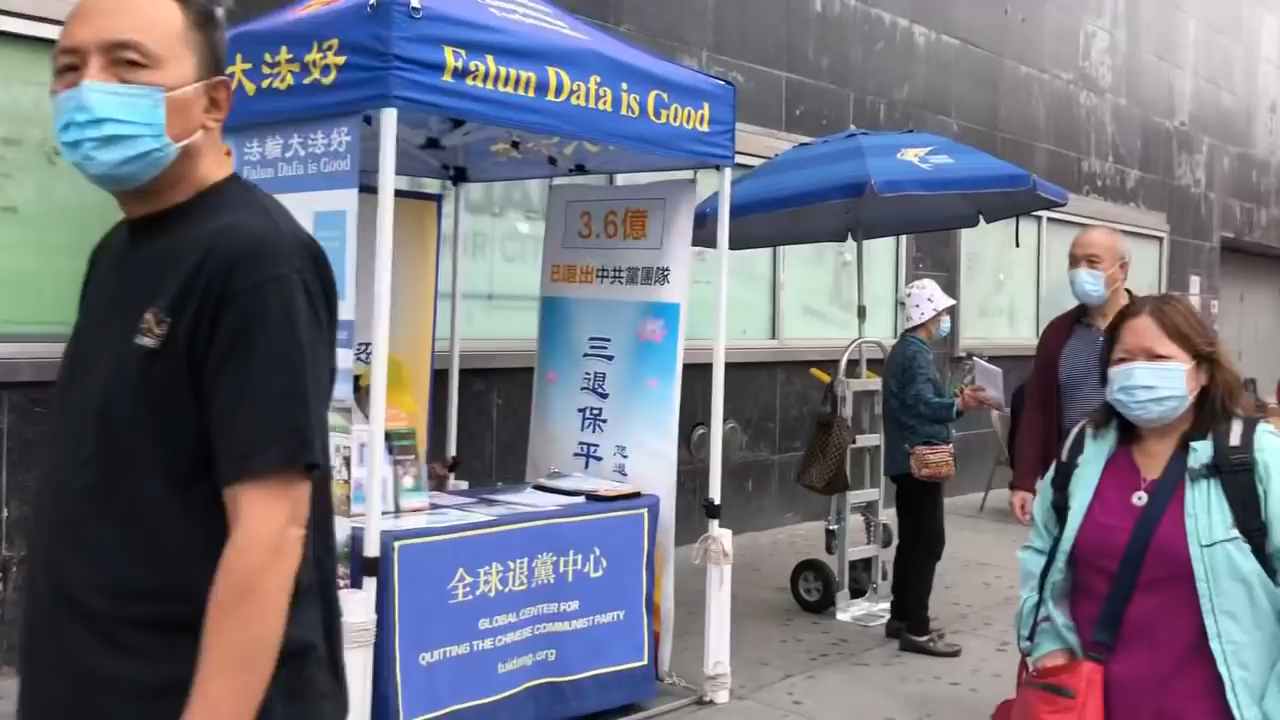 大法好
Falun Dafa is Good
法輪大法好
Falun Dafa is Good
3.6億
已退出中共黨團隊
三退保平
忍
全球退黨中心
GLOBAL CENTER FOR
QUITTING THE CHINESE COMMUNIST PARTY
tuidang.org